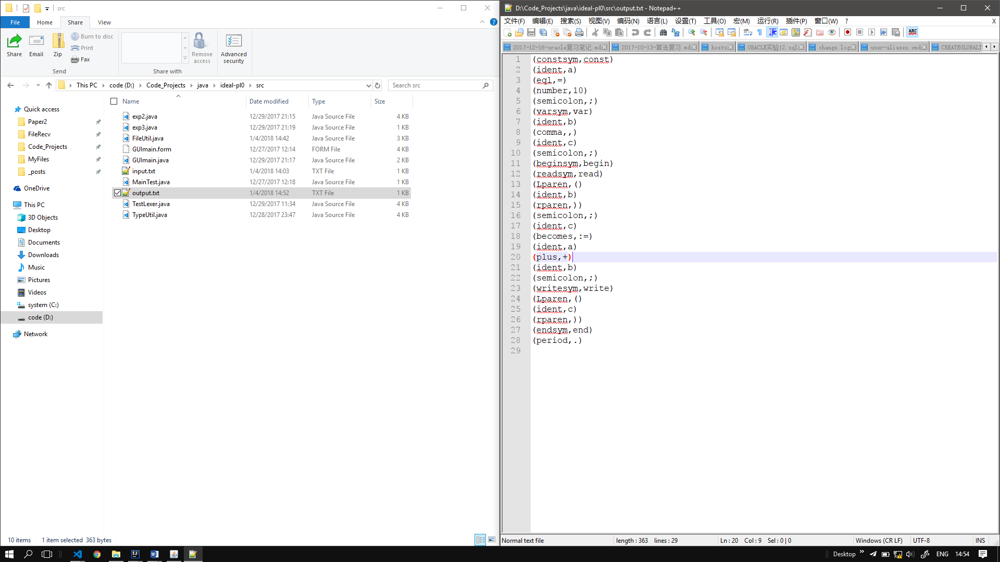 src
File
Home
Share
View
Share
Email
Zip
Burn to disc
Print
Fax
Remove access
Advanced security
Send
Share with
This PC
code (D:)
Code_Projects
java
ideal-pl0
src
Search src
Name
Date modified
Type
Size
Quick access
Paper2
FileRecv
Code_Projects
MyFiles
_posts
OneDrive
This PC
3D Objects
Desktop
Documents
Downloads
Music
Pictures
Videos
system (C:)
code (D:)
Network
exp2.java 12/29/2017 21:15 Java Source File 4 KB
exp3.java 12/29/2017 21:19 Java Source File 1 KB
FileUtil.java 1/4/2018 14:42 Java Source File 3 KB
GUImain.form 12/27/2017 12:14 FORM File 4 KB
GUImain.java 12/29/2017 21:17 Java Source File 2 KB
input.txt 1/4/2018 14:03 TXT File 1 KB
MainTest.java 12/27/2017 12:18 Java Source File 1 KB
output.txt 1/4/2018 14:52 TXT File 1 KB
TestLexer.java 12/29/2017 11:34 Java Source File 4 KB
TypeUtil.java 12/28/2017 23:47 Java Source File 4 KB
10 items 1 item selected 363 bytes
D:\Code_Projects\java\ideal-pl0\src\output.txt - Notepad++
文件(F) 编辑(E) 搜索(S) 视图(V) 编码(N) 语言(L) 设置(T) 工具(O) 宏(M) 运行(R) 插件(P) 窗口(W) ? X
ABC
2017-12-16-oracle复习笔记.md
2017-10-13-算法复习.md
hosts
ORACLE实验12.sql
change.log
user-aliases.cmd
CREATEGLOBALT
1 (constsym,const)
2 (ident,a)
3 (eql,=)
4 (number,10)
5 (semicolon,;)
6 (varsym,var)
7 (ident,b)
8 (comma,,)
9 (ident,c)
10 (semicolon,;)
11 (beginsym,begin)
12 (readsym,read)
13 (Lparen,()
14 (ident,b)
15 (rparen,))
16 (semicolon,;)
17 (ident,c)
18 (becomes,:=)
19 (ident,a)
20 (plus,+)
21 (ident,b)
22 (semicolon,;)
23 (writesym,write)
24 (Lparen,()
25 (ident,c)
26 (rparen,))
27 (endsym,end)
28 (period,.)
29
Normal text file length : 363 lines : 29 Ln : 20 Col : 9 Sel : 0 | 0 Windows (CR LF) UTF-8 INS
Desktop ENG 14:54